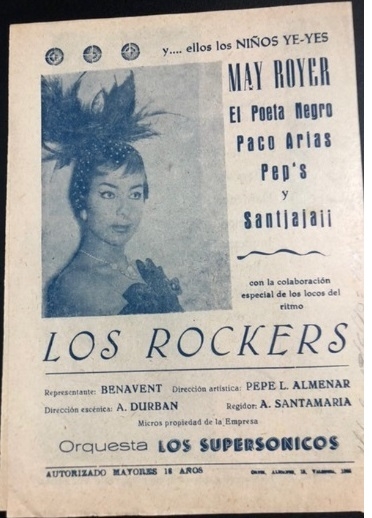 y.... ellos los NIÑOS YE-YES
MAY ROYER
El Poeta Negro
Paco Arias
Pep's
y
Santjajaji
con la colaboración
especial de los locos del
ritmo
LOS ROCKERS
Representante: BENAVENT Dirección artística: PEPE L. ALMENAR
Dirección escénica: A. DURBAN Regidor: A. SANTAMARIA
Micros propiedad de la Empresa
Orquesta LOS SUPERSONICOS
AUTORIZADO MAYORES 18 AÑOS